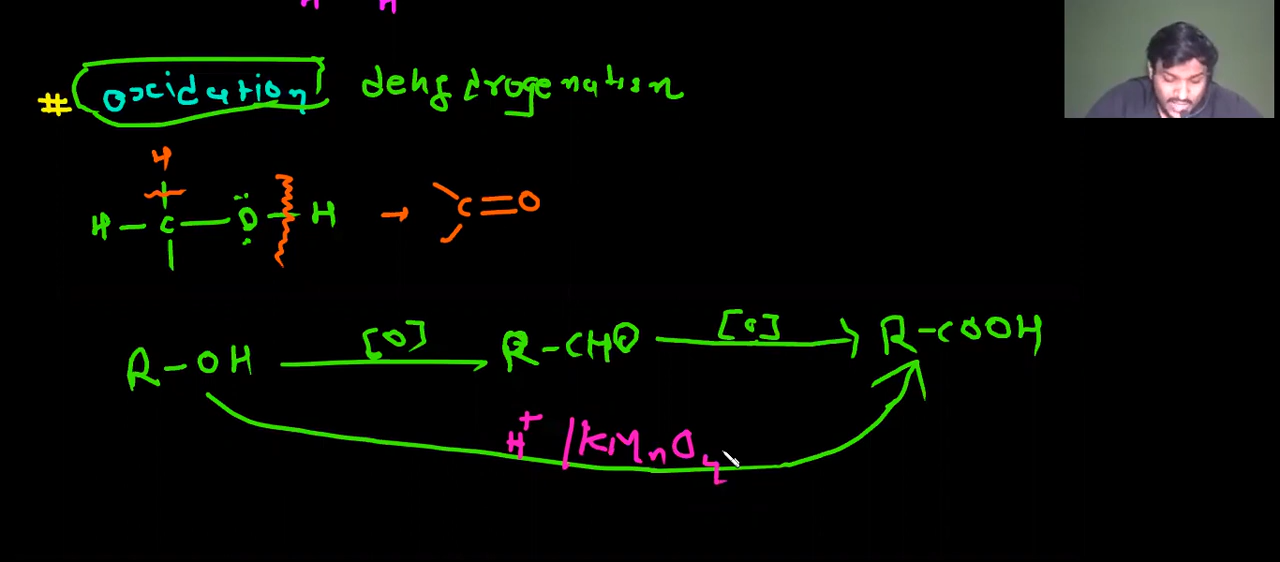 H H
# oxidation dehydrogenation
H
H – C – Ö – H → C = O
R – OH [O] R – CHO [O] R – COOH
H+ / KMnO4